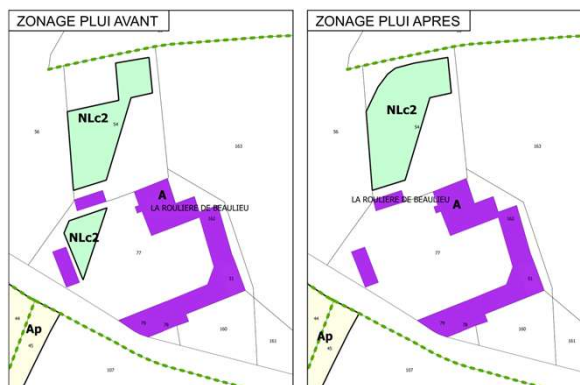 ZONAGE PLUI AVANT
NLc2
54
56
163
A
LA ROULIERE DE BEAULIEU
162
NLc2
77
51
44
Ap
45
79
78
160
161
107
ZONAGE PLUI APRES
NLc2
54
56
163
LA ROULIERE DE BEAULIEU
A
162
77
51
44
Ap
45
79
78
160
161
107